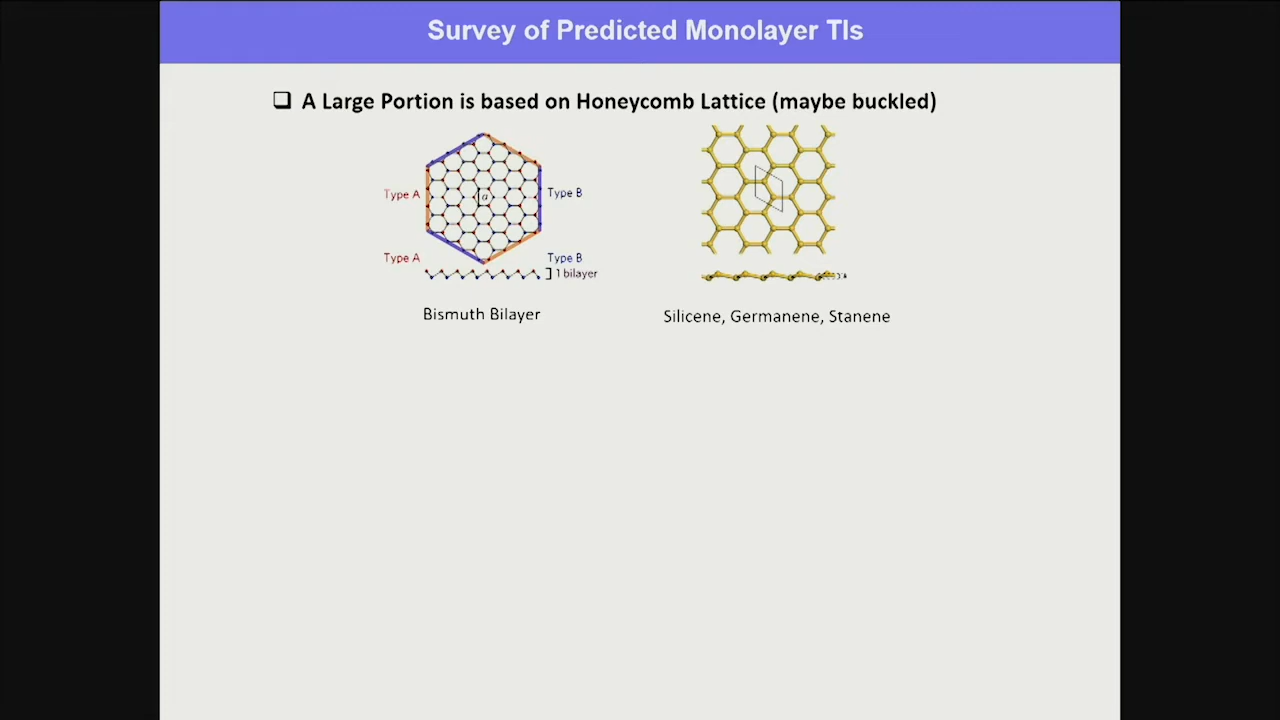 Survey of Predicted Monolayer TIs
❑ A Large Portion is based on Honeycomb Lattice (maybe buckled)
Type A
a
Type B
Type A
Type B
1 bilayer
Bismuth Bilayer
Silicene, Germanene, Stanene